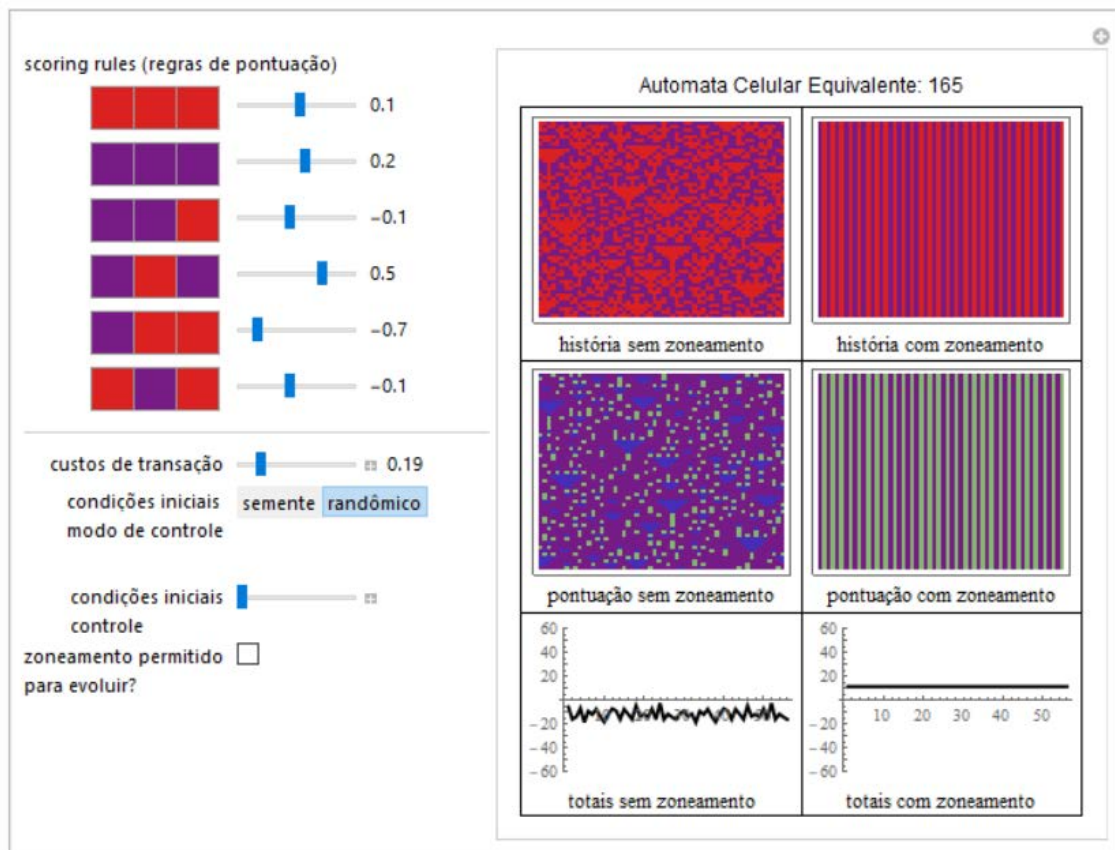 scoring rules (regras de pontuação)
0.1
0.2
−0.1
0.5
−0.7
−0.1
custos de transação 0.19
condições iniciais semente randômico
modo de controle
condições iniciais
controle
zoneamento permitido
para evoluir?
Automata Celular Equivalente: 165
história sem zoneamento
história com zoneamento
pontuação sem zoneamento
pontuação com zoneamento
60
40
20
−20
−40
−60
totais sem zoneamento
60
40
20
10 20 30 40 50
−20
−40
−60
totais com zoneamento